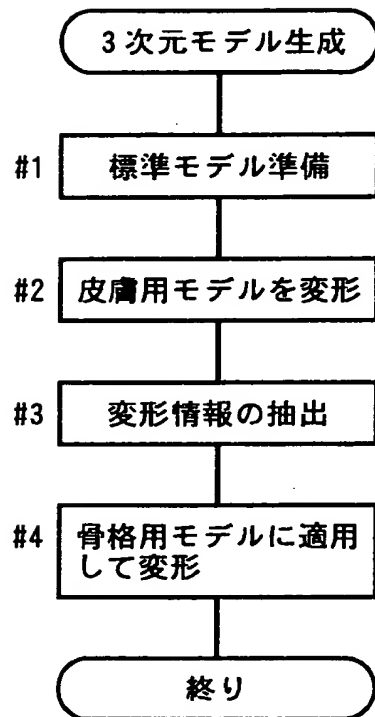 3次元モデル生成
#1 標準モデル準備
#2 皮膚用モデルを変形
#3 変形情報の抽出
#4 骨格用モデルに適用
して変形
終り